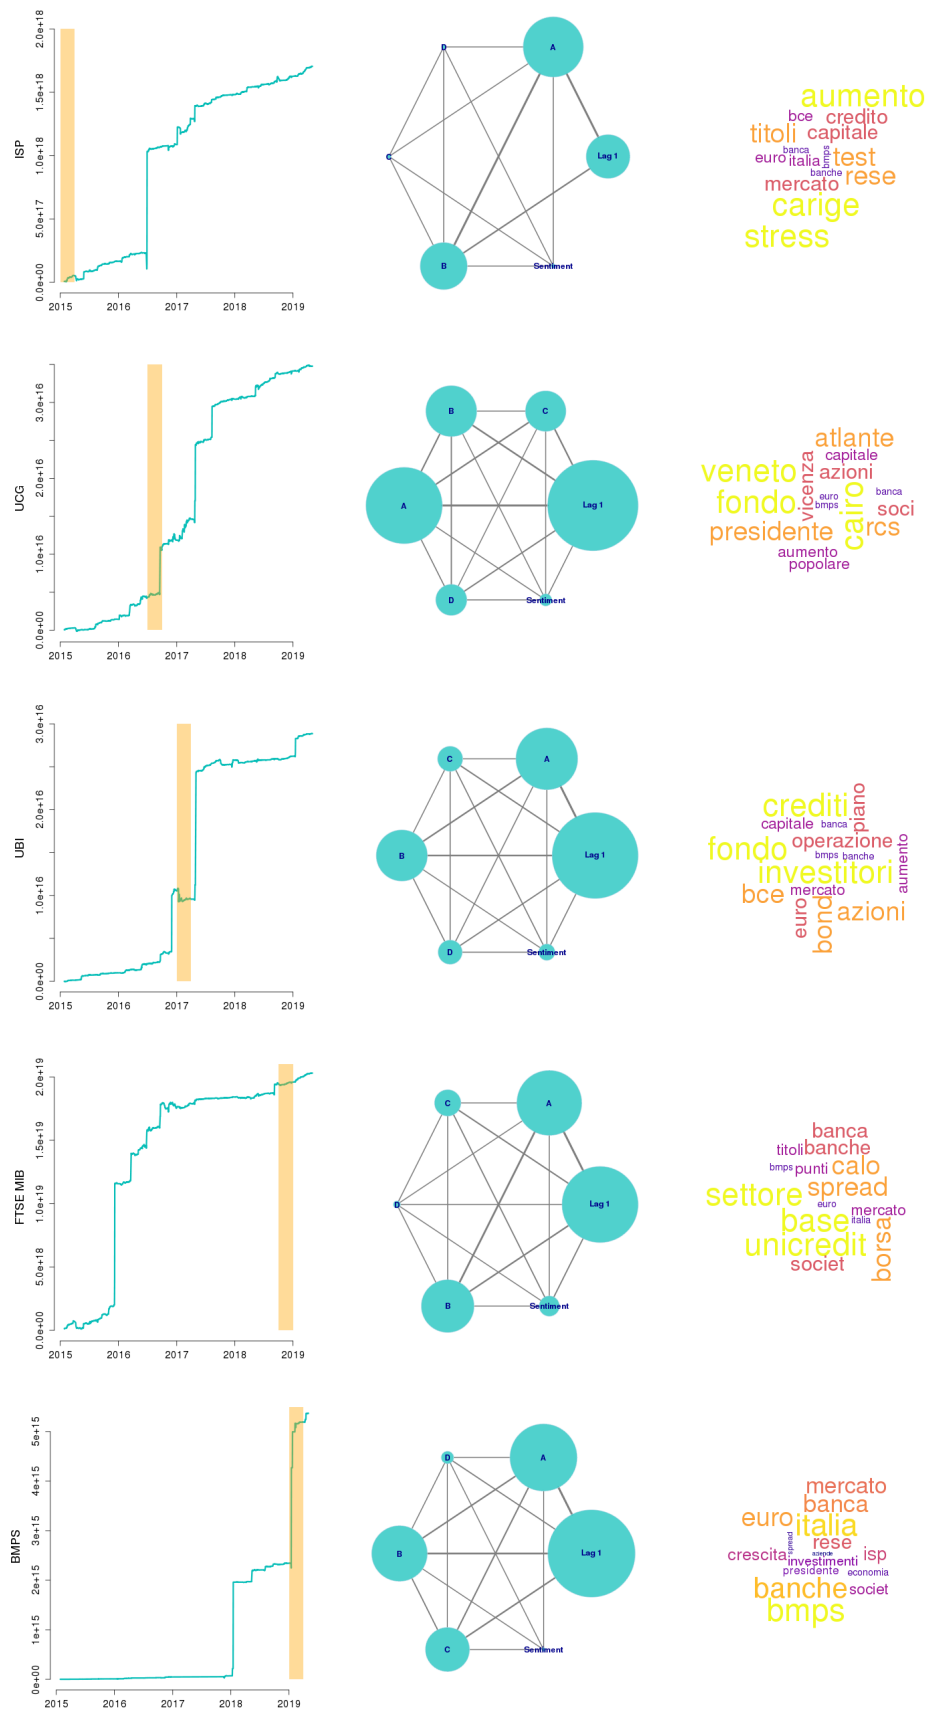 ISP
0.0e+00 5.0e+17 1.0e+18 1.5e+18 2.0e+18
2015 2016 2017 2018 2019
D A
C Lag 1
B Sentiment
aumento
bce credito
titoli capitale
banca bmps test
euro italia
banche rese
mercato
carige
stress
UCG
0.0e+00 1.0e+16 2.0e+16 3.0e+16
2015 2016 2017 2018 2019
B C
A Lag 1
D Sentiment
atlante
capitale
veneto vicenza azioni
fondo euro cairo banca
bmps soci
presidente rcs
aumento
popolare
UBI
0.0e+00 1.0e+16 2.0e+16 3.0e+16
2015 2016 2017 2018 2019
C A
B Lag 1
D Sentiment
crediti piano
capitale banca
fondo operazione aumento
bmps banche
investitori
bce mercato
euro bond azioni
FTSE MIB
0.0e+00 5.0e+18 1.0e+19 1.5e+19 2.0e+19
2015 2016 2017 2018 2019
C A
D Lag 1
B Sentiment
banca
titoli banche
bmps punti calo
settore spread
euro mercato
base italia
unicredit borsa
societ
BMPS
0e+00 1e+15 2e+15 3e+15 4e+15 5e+15
2015 2016 2017 2018 2019
D A
B Lag 1
C Sentiment
mercato
banca
euro italia
spread rese
crescita isp
investimenti
presidente economia
banche societ
bmps